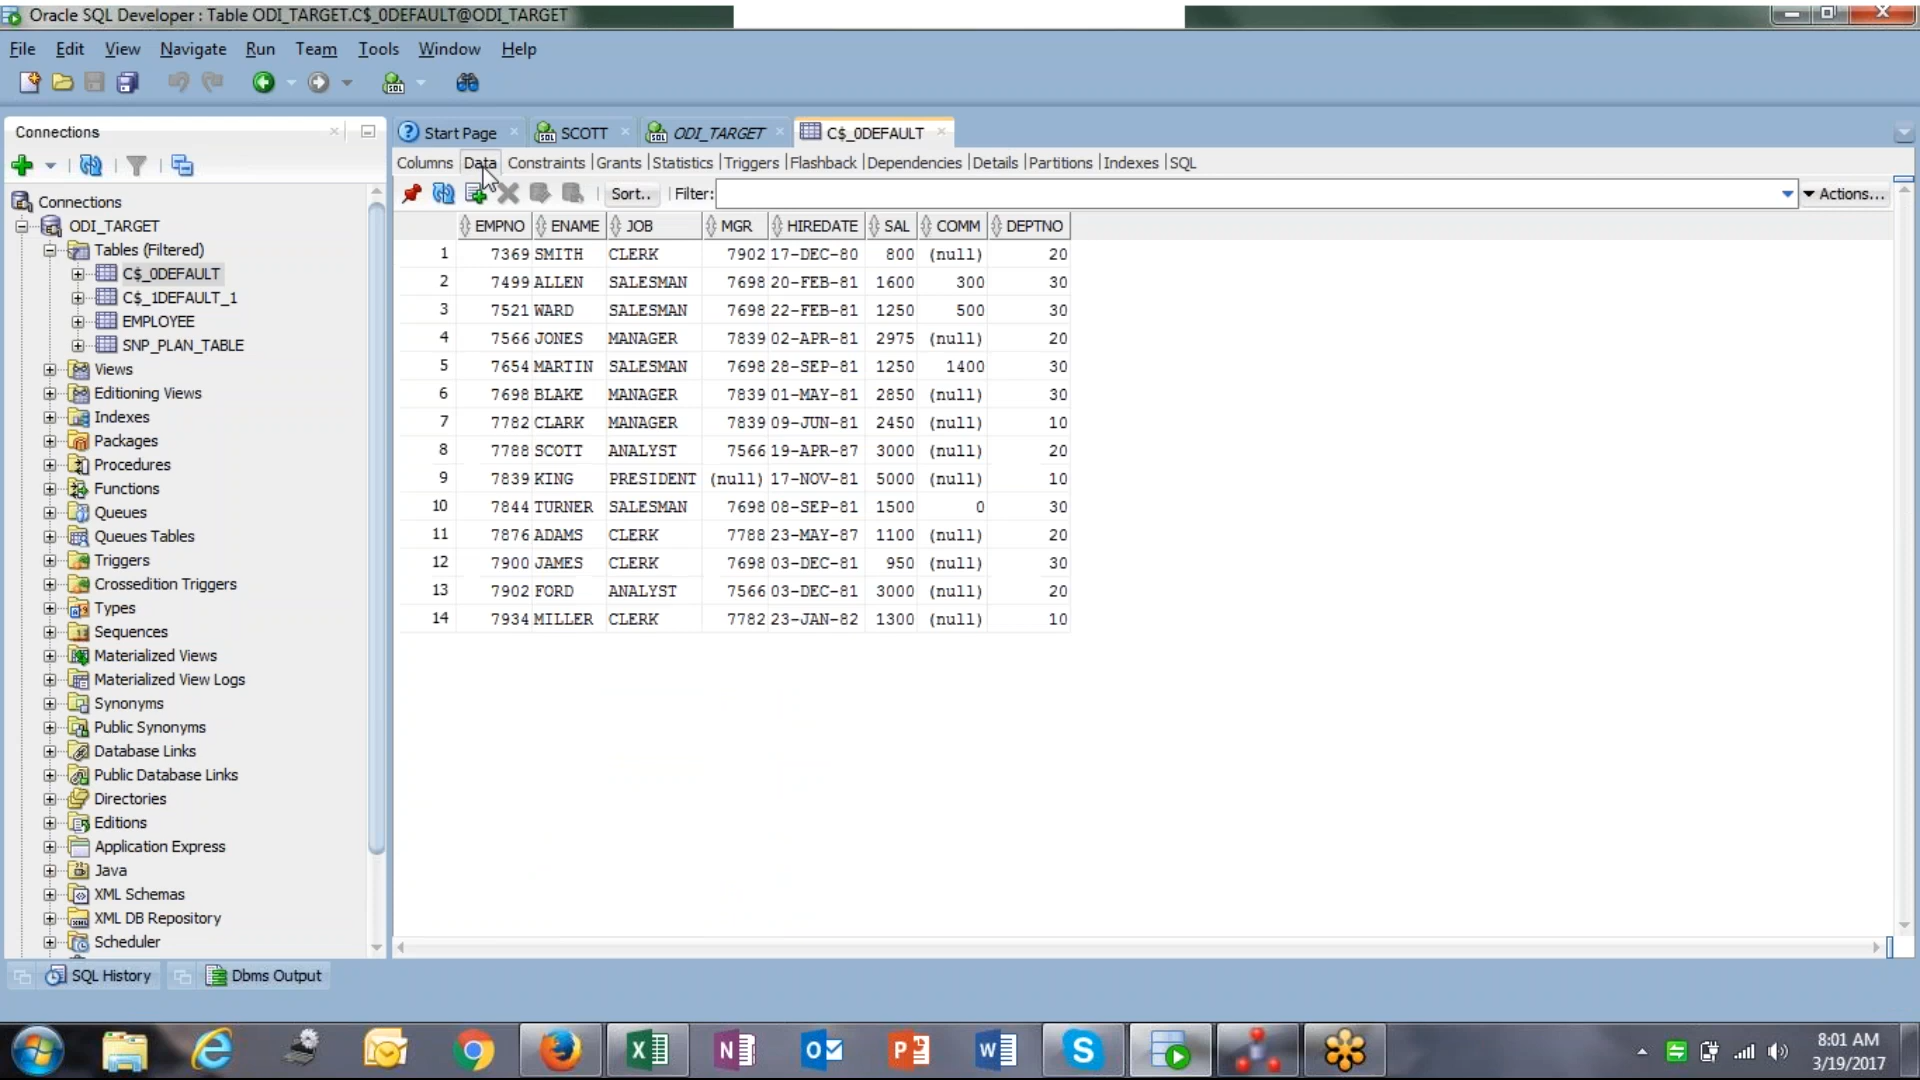 Oracle SQL Developer : Table ODI_TARGET.C$_0DEFAULT@ODI_TARGET
File Edit View Navigate Run Team Tools Window Help
Connections
Start Page
SCOTT
ODI_TARGET
C$_0DEFAULT
Columns Data Constraints Grants Statistics Triggers Flashback Dependencies Details Partitions Indexes SQL
Sort.. Filter: Actions...
Connections
ODI_TARGET
Tables (Filtered)
C$_0DEFAULT
C$_1DEFAULT_1
EMPLOYEE
SNP_PLAN_TABLE
Views
Editioning Views
Indexes
Packages
Procedures
Functions
Queues
Queues Tables
Triggers
Crossedition Triggers
Types
Sequences
Materialized Views
Materialized View Logs
Synonyms
Public Synonyms
Database Links
Public Database Links
Directories
Editions
Application Express
Java
XML Schemas
XML DB Repository
Scheduler
EMPNO ENAME JOB MGR HIREDATE SAL COMM DEPTNO
1 7369 SMITH CLERK 7902 17-DEC-80 800 (null) 20
2 7499 ALLEN SALESMAN 7698 20-FEB-81 1600 300 30
3 7521 WARD SALESMAN 7698 22-FEB-81 1250 500 30
4 7566 JONES MANAGER 7839 02-APR-81 2975 (null) 20
5 7654 MARTIN SALESMAN 7698 28-SEP-81 1250 1400 30
6 7698 BLAKE MANAGER 7839 01-MAY-81 2850 (null) 30
7 7782 CLARK MANAGER 7839 09-JUN-81 2450 (null) 10
8 7788 SCOTT ANALYST 7566 19-APR-87 3000 (null) 20
9 7839 KING PRESIDENT (null) 17-NOV-81 5000 (null) 10
10 7844 TURNER SALESMAN 7698 08-SEP-81 1500 0 30
11 7876 ADAMS CLERK 7788 23-MAY-87 1100 (null) 20
12 7900 JAMES CLERK 7698 03-DEC-81 950 (null) 30
13 7902 FORD ANALYST 7566 03-DEC-81 3000 (null) 20
14 7934 MILLER CLERK 7782 23-JAN-82 1300 (null) 10
SQL History Dbms Output
8:01 AM
3/19/2017